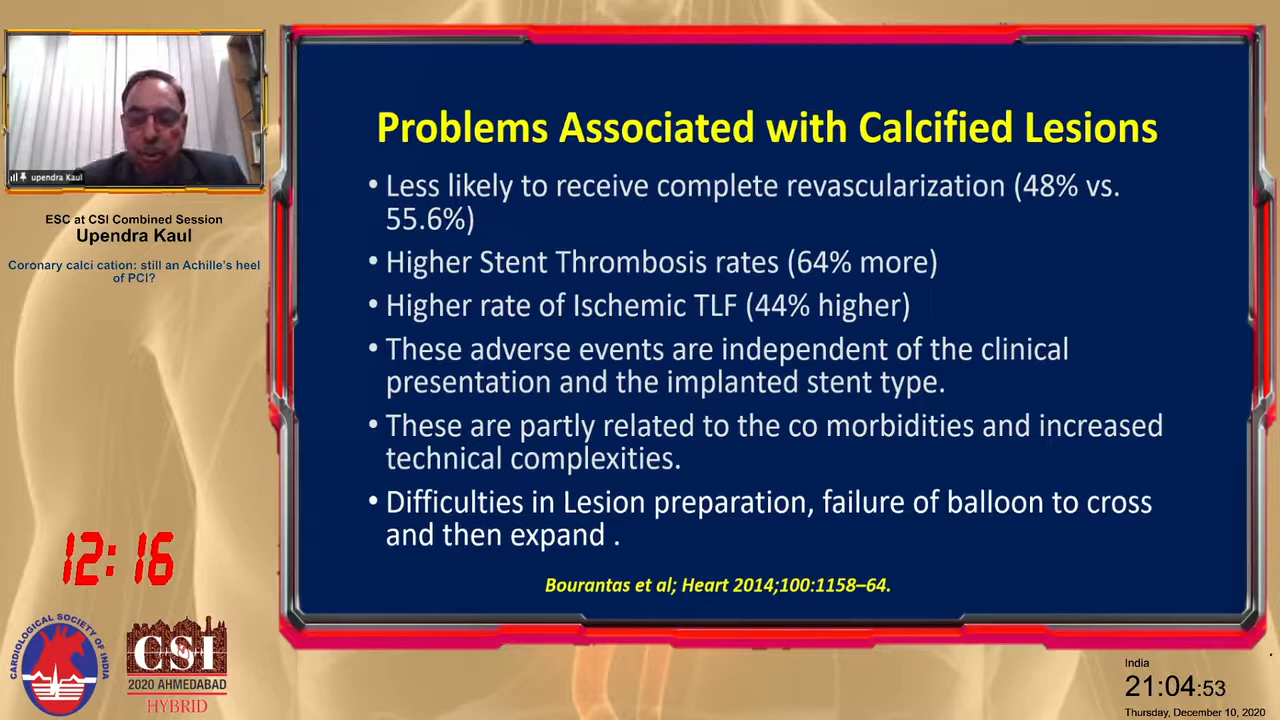 upendra Kaul
ESC at CSI Combined Session
Upendra Kaul
Coronary calci cation: still an Achille's heel
of PCI?
Problems Associated with Calcified Lesions
• Less likely to receive complete revascularization (48% vs.
55.6%)
• Higher Stent Thrombosis rates (64% more)
• Higher rate of Ischemic TLF (44% higher)
• These adverse events are independent of the clinical
presentation and the implanted stent type.
• These are partly related to the co morbidities and increased
technical complexities.
• Difficulties in Lesion preparation, failure of balloon to cross
and then expand .
Bourantas et al; Heart 2014;100:1158–64.
12:16
CARDIOLOGICAL SOCIETY OF INDIA
CSI
2020 AHMEDABAD
HYBRID
India
21:04:53
Thursday, December 10, 2020